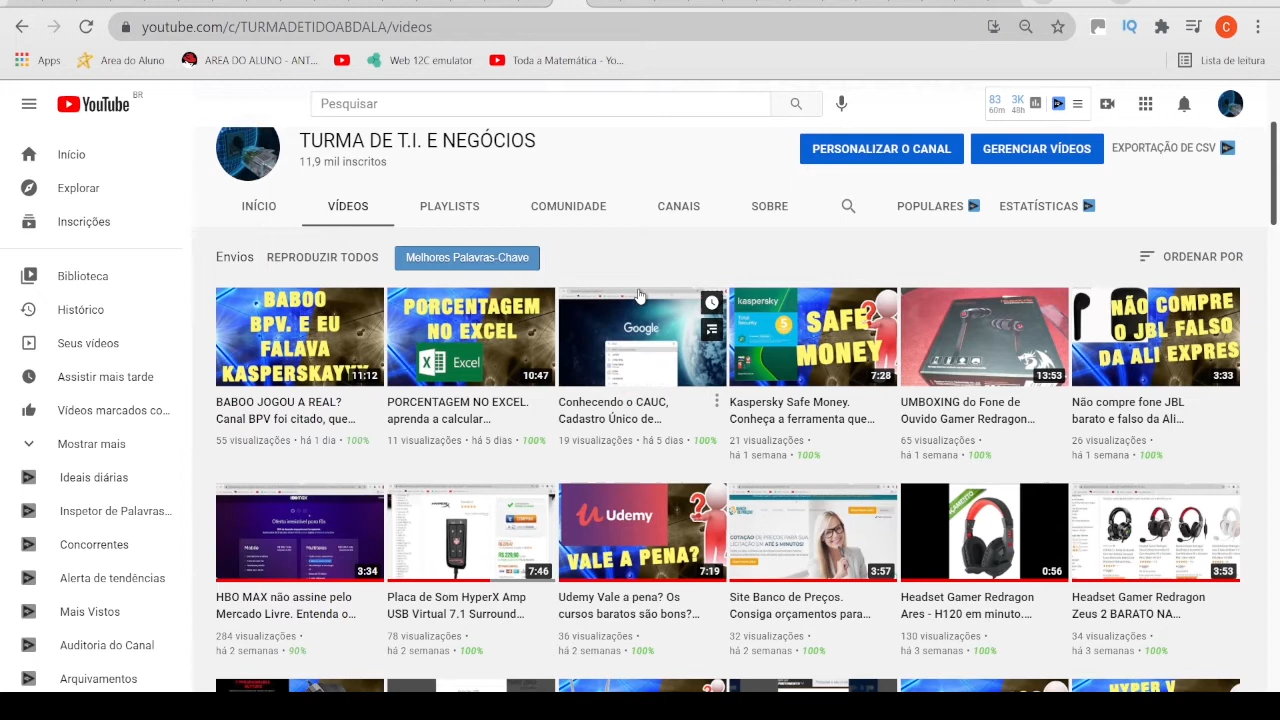 youtube.com/c/TURMADETIDOABDALA/videos
Apps
Area do Aluno
AREA DO ALUNO - ANT...
Web 12C emulator
Toda a Matemática - Yo...
Lista de leitura
YouTube BR
Pesquisar
83 3K
60m 48h
TURMA DE T.I. E NEGÓCIOS
11,9 mil inscritos
PERSONALIZAR O CANAL
GERENCIAR VÍDEOS
EXPORTAÇÃO DE CSV
INÍCIO VÍDEOS PLAYLISTS COMUNIDADE CANAIS SOBRE POPULARES ESTATÍSTICAS
Início
Explorar
Inscrições
Biblioteca
Histórico
Seus vídeos
Assistir mais tarde
Vídeos marcados co...
Mostrar mais
Ideais diárias
Inspetor de Palavras...
Concorrentes
Alerta de tendências
Mais Vistos
Auditoria do Canal
Arquivamentos
Envios REPRODUZIR TODOS Melhores Palavras-Chave ORDENAR POR
BABOO
BPV. E EU
FALAVA
KASPERSKAY
11:12
BABOO JOGOU A REAL?
Canal BPV foi citado, que...
55 visualizações • há 1 dia • 100%
PORCENTAGEM
NO EXCEL
Excel
10:47
PORCENTAGEM NO EXCEL.
aprenda a calcular...
11 visualizações • há 5 dias • 100%
Google
Conhecendo o CAUC,
Cadastro Único de...
19 visualizações • há 5 dias • 100%
kaspersky
SAFE
MONEY
7:28
Kaspersky Safe Money.
Conheça a ferramenta que...
21 visualizações •
há 1 semana • 100%
13:53
UMBOXING do Fone de
Ouvido Gamer Redragon...
65 visualizações •
há 1 semana • 100%
NÃO COMPRE
O JBL FALSO
DA ALI EXPRES
3:33
Não compre fone JBL
barato e falso da Ali...
26 visualizações •
há 1 semana • 100%
3:34
HBO MAX não assine pelo
Mercado Livre. Entenda o...
284 visualizações •
há 2 semanas • 90%
7:46
Placa de Som HyperX Amp
USB Virtual 7.1 Surround...
78 visualizações •
há 2 semanas • 100%
Udemy
VALE A PENA?
7:19
Udemy Vale a pena? Os
cursos baratos são bons?...
36 visualizações •
há 2 semanas • 100%
3:57
Site Banco de Preços.
Consiga orçamentos para...
32 visualizações •
há 2 semanas • 100%
0:56
Headset Gamer Redragon
Ares - H120 em minuto....
130 visualizações •
há 3 semanas • 100%
3:53
Headset Gamer Redragon
Zeus 2 BARATO NA...
34 visualizações •
há 3 semanas • 100%
HYPER V